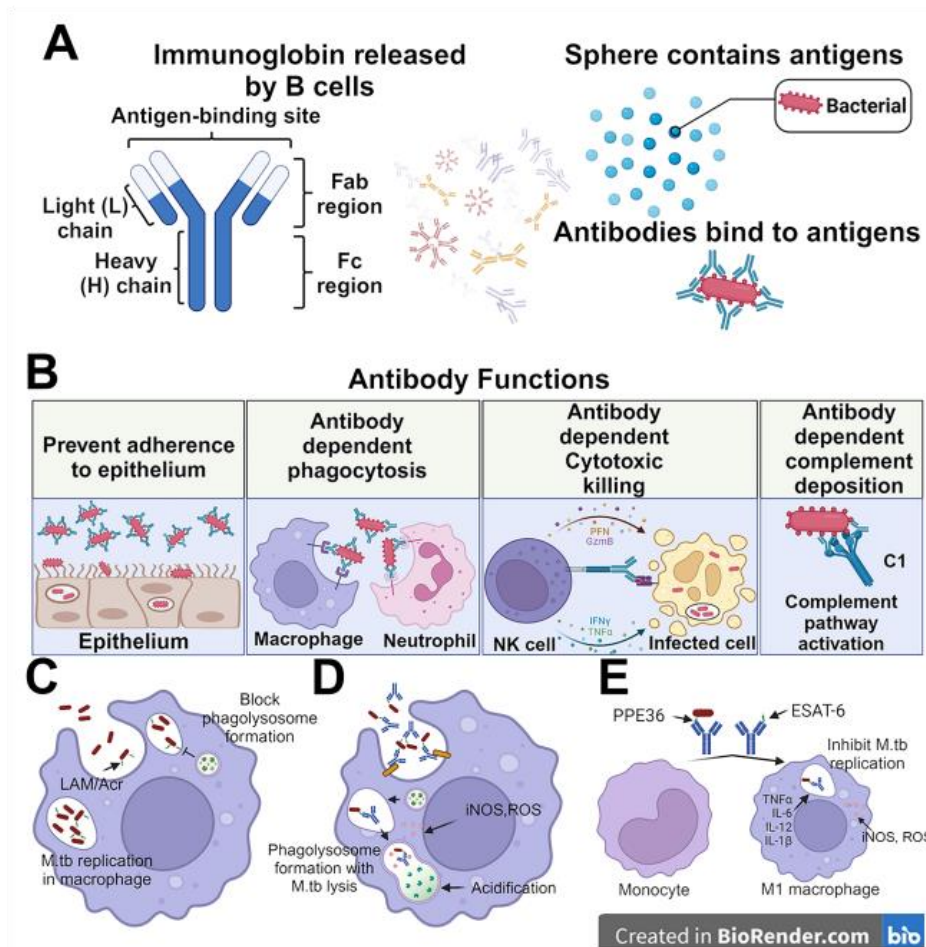 A
Immunoglobin released
by B cells
Antigen-binding site
Light (L)
chain
Heavy
(H) chain
Fab
region
Fc
region
Sphere contains antigens
Bacterial
Antibodies bind to antigens
B
Antibody Functions
Prevent adherence
to epithelium
Antibody
dependent
phagocytosis
Antibody
dependent
Cytotoxic
killing
Antibody
dependent
complement
deposition
Epithelium
Macrophage
Neutrophil
PFN
GzmB
NK cell
IFNγ
TNFα
Infected cell
C1
Complement
pathway
activation
C
Block
phagolysosome
formation
LAM/Acr
M.tb replication
in macrophage
D
iNOS,ROS
Phagolysosome
formation with
M.tb lysis
Acidification
E
PPE36
ESAT-6
Inhibit M.tb
replication
TNFα
IL-6
IL-12
IL-1β
iNOS, ROS
Monocyte
M1 macrophage
Created in BioRender.com
bio